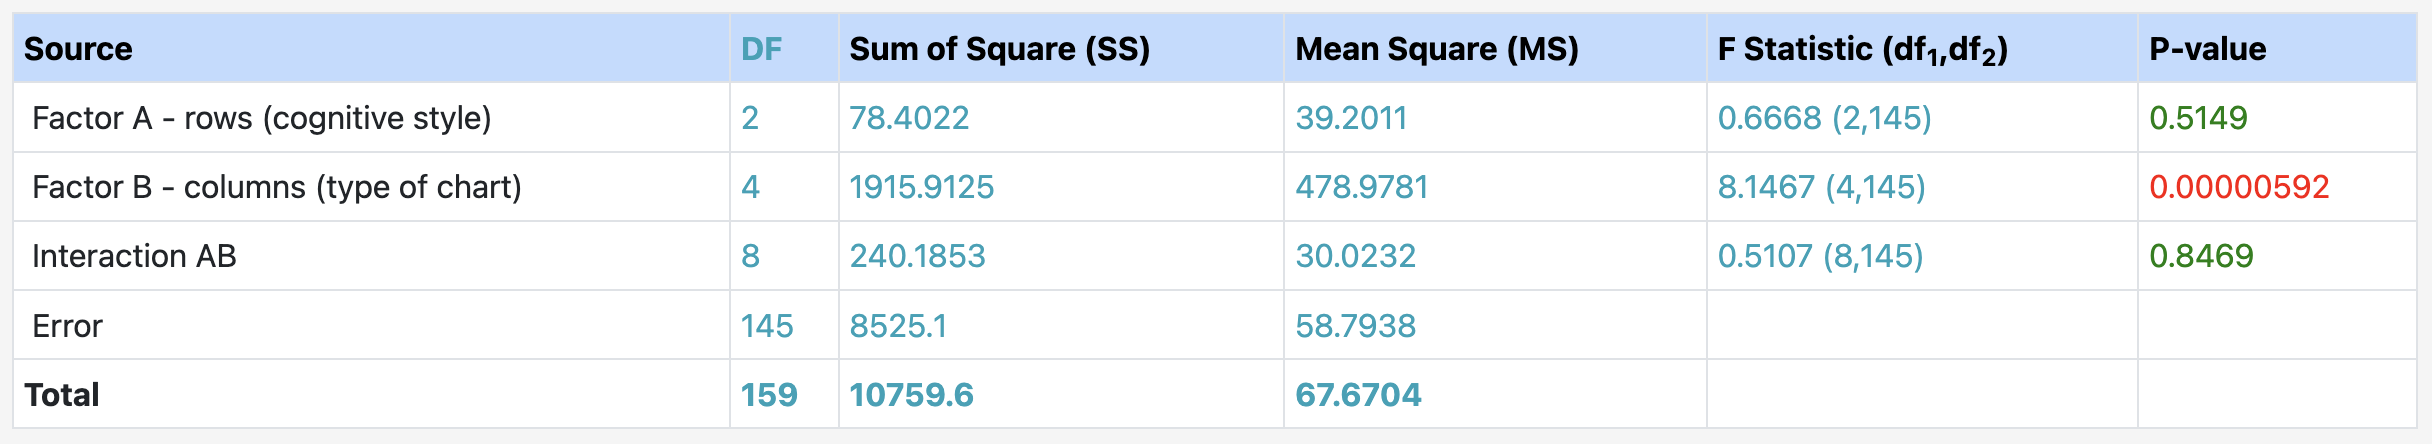 Source DF Sum of Square (SS) Mean Square (MS) F Statistic (df₁,df₂) P-value
Factor A - rows (cognitive style) 2 78.4022 39.2011 0.6668 (2,145) 0.5149
Factor B - columns (type of chart) 4 1915.9125 478.9781 8.1467 (4,145) 0.00000592
Interaction AB 8 240.1853 30.0232 0.5107 (8,145) 0.8469
Error 145 8525.1 58.7938
Total 159 10759.6 67.6704